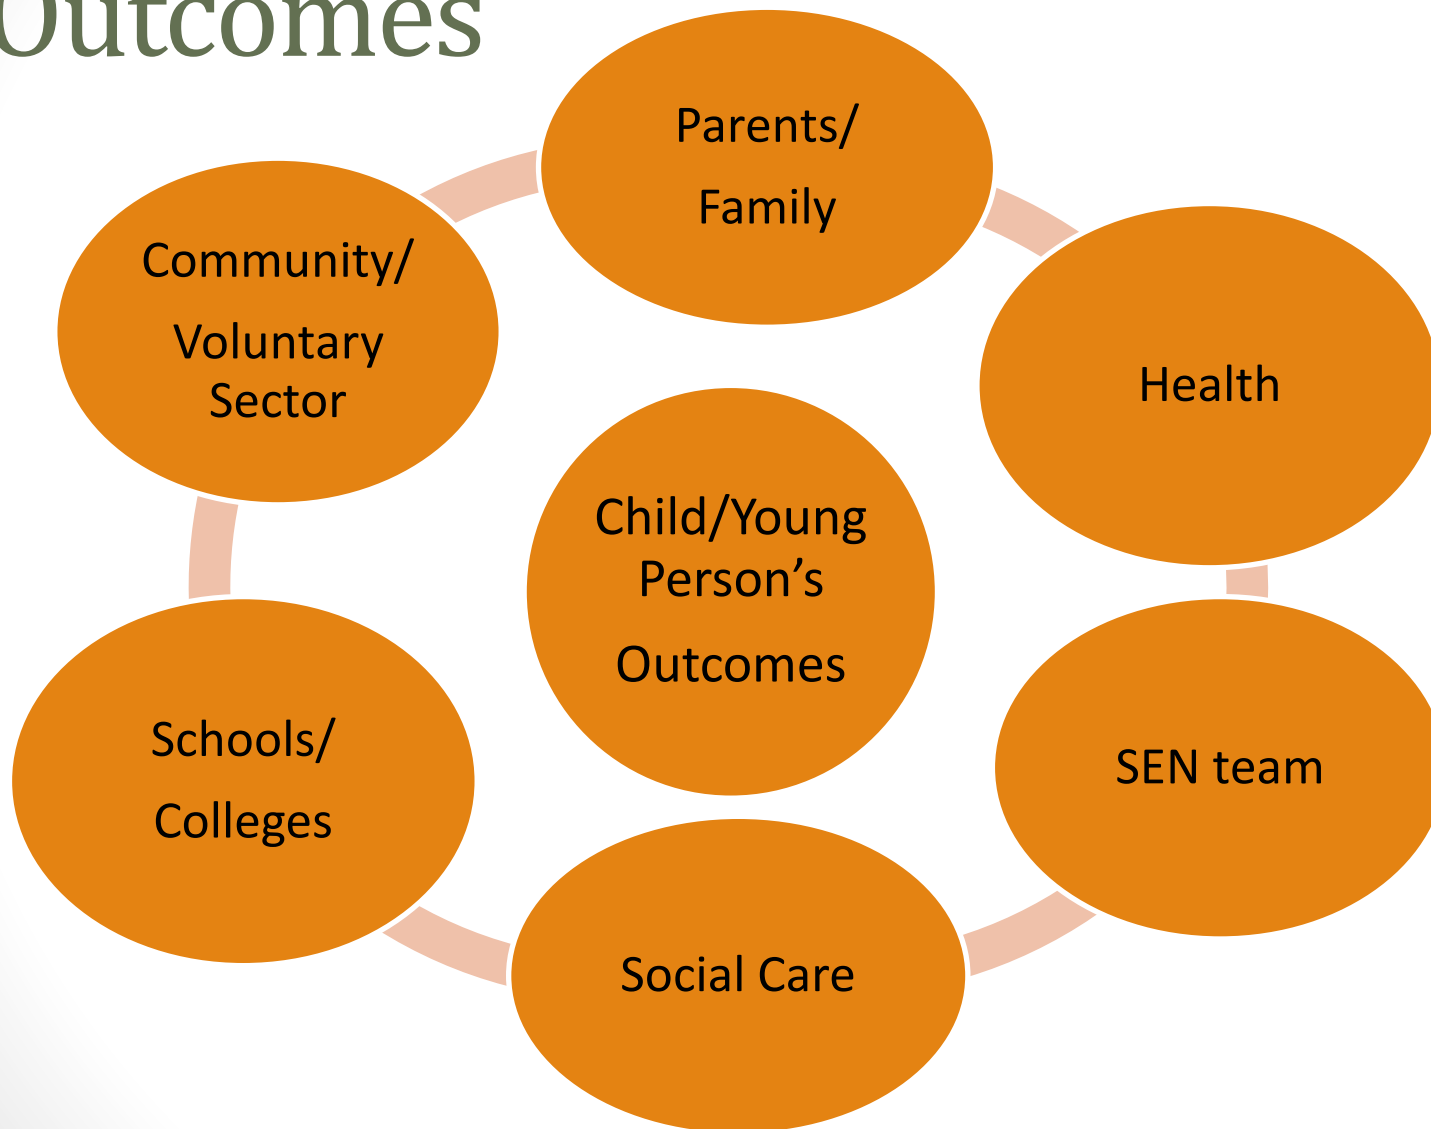 Outcomes
Parents/
Family
Community/
Voluntary
Sector
Health
Child/Young
Person’s
Outcomes
Schools/
Colleges
SEN team
Social Care